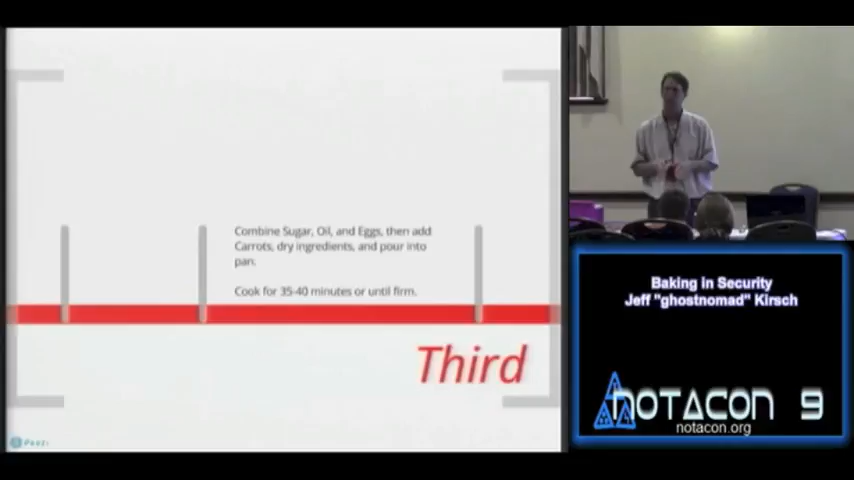 Combine Sugar, Oil, and Eggs, then add
Carrots, dry ingredients, and pour into
pan.
Cook for 35-40 minutes or until firm.
Third
Prezi
Baking in Security
Jeff "ghostnomad" Kirsch
NOTACON 9
notacon.org